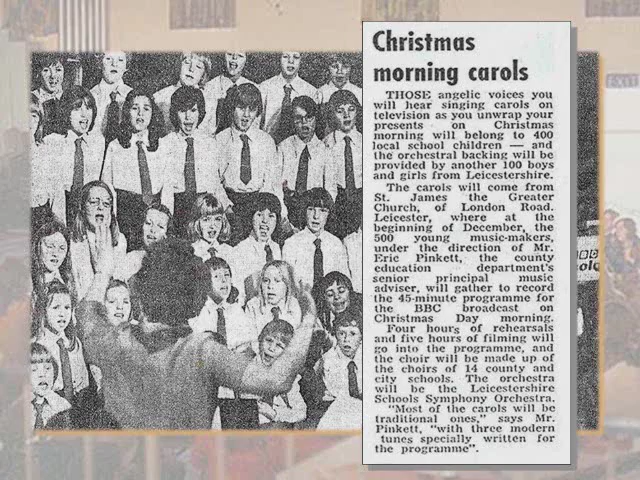 Christmas
morning carols
THOSE angelic voices you
will hear singing carols on
television as you unwrap your
presents on Christmas
morning will belong to 400
local school children — and
the orchestral backing will be
provided by another 100 boys
and girls from Leicestershire.
The carols will come from
St. James the Greater
Church, of London Road,
Leicester, where at the
beginning of December, the
500 young music-makers,
under the direction of Mr.
Eric Pinkett, the county
education department's
senior principal music
adviser, will gather to record
the 45-minute programme for
the BBC broadcast on
Christmas Day morning.
Four hours of rehearsals
and five hours of filming will
go into the programme, and
the choir will be made up of
the choirs of 14 county and
city schools. The orchestra
will be the Leicestershire
Schools Symphony Orchestra.
"Most of the carols will be
traditional ones," says Mr.
Pinkett, "with three modern
tunes specially written for
the programme".
EXIT